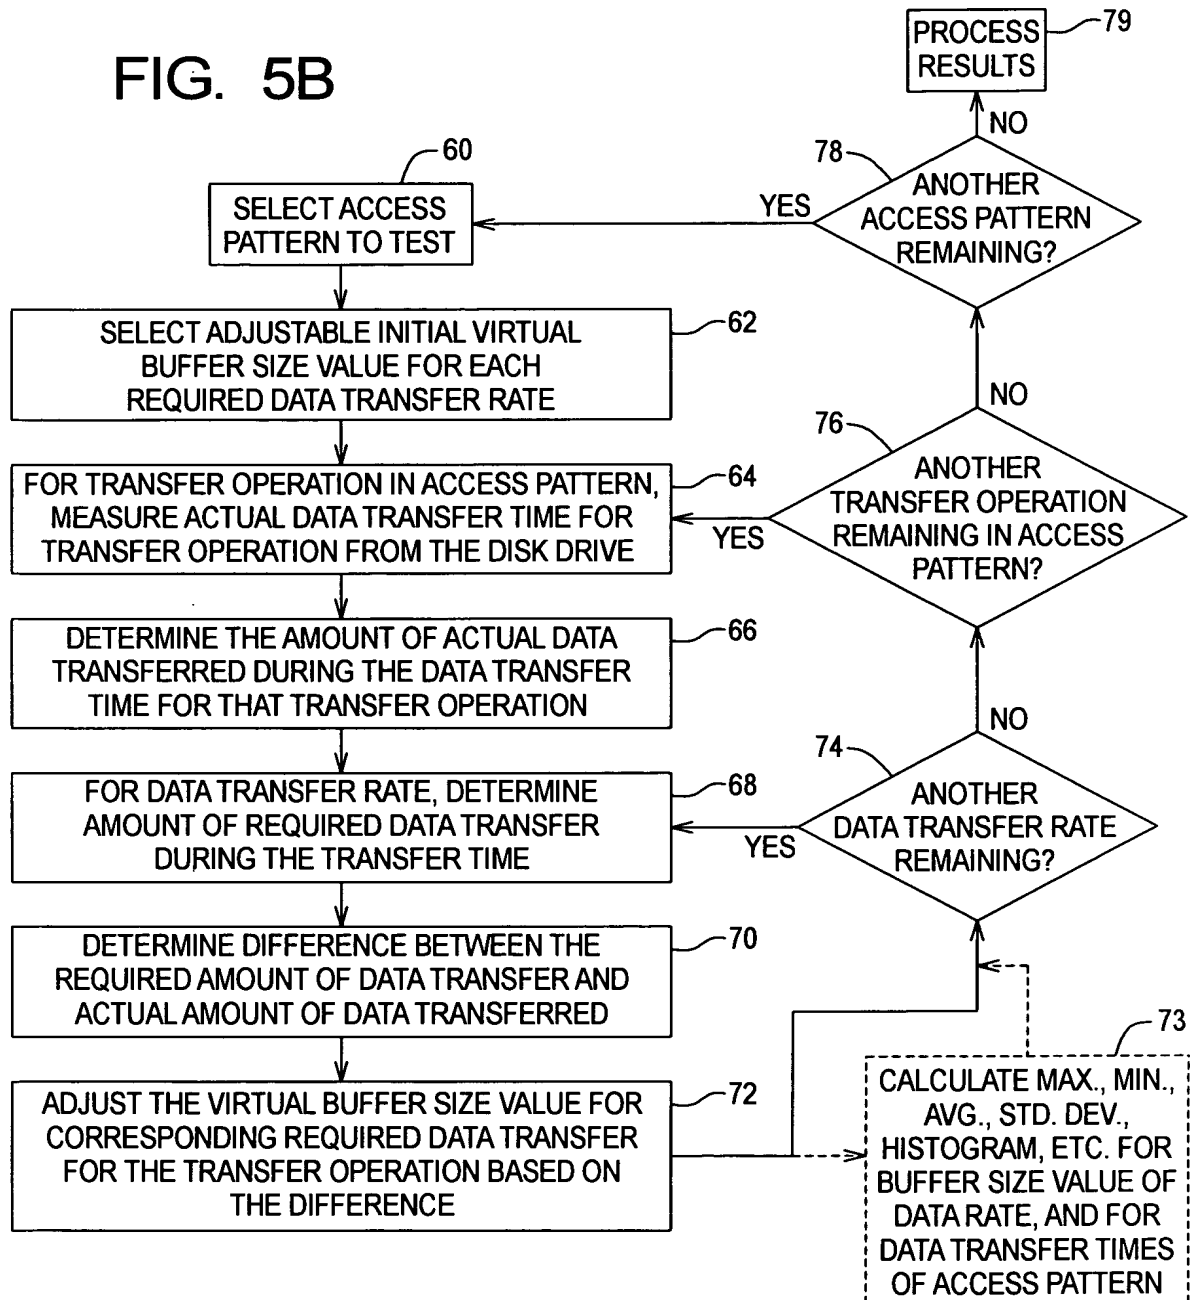 FIG. 5B
60
SELECT ACCESS
PATTERN TO TEST
62
SELECT ADJUSTABLE INITIAL VIRTUAL
BUFFER SIZE VALUE FOR EACH
REQUIRED DATA TRANSFER RATE
64
FOR TRANSFER OPERATION IN ACCESS PATTERN,
MEASURE ACTUAL DATA TRANSFER TIME FOR
TRANSFER OPERATION FROM THE DISK DRIVE
66
DETERMINE THE AMOUNT OF ACTUAL DATA
TRANSFERRED DURING THE DATA TRANSFER
TIME FOR THAT TRANSFER OPERATION
68
FOR DATA TRANSFER RATE, DETERMINE
AMOUNT OF REQUIRED DATA TRANSFER
DURING THE TRANSFER TIME
70
DETERMINE DIFFERENCE BETWEEN THE
REQUIRED AMOUNT OF DATA TRANSFER AND
ACTUAL AMOUNT OF DATA TRANSFERRED
72
ADJUST THE VIRTUAL BUFFER SIZE VALUE FOR
CORRESPONDING REQUIRED DATA TRANSFER
FOR THE TRANSFER OPERATION BASED ON
THE DIFFERENCE
73
CALCULATE MAX., MIN.,
AVG., STD. DEV.,
HISTOGRAM, ETC. FOR
BUFFER SIZE VALUE OF
DATA RATE, AND FOR
DATA TRANSFER TIMES
OF ACCESS PATTERN
74
ANOTHER
DATA TRANSFER RATE
REMAINING?
YES
NO
76
ANOTHER
TRANSFER OPERATION
REMAINING IN ACCESS
PATTERN?
YES
NO
78
ANOTHER
ACCESS PATTERN
REMAINING?
YES
NO
79
PROCESS
RESULTS